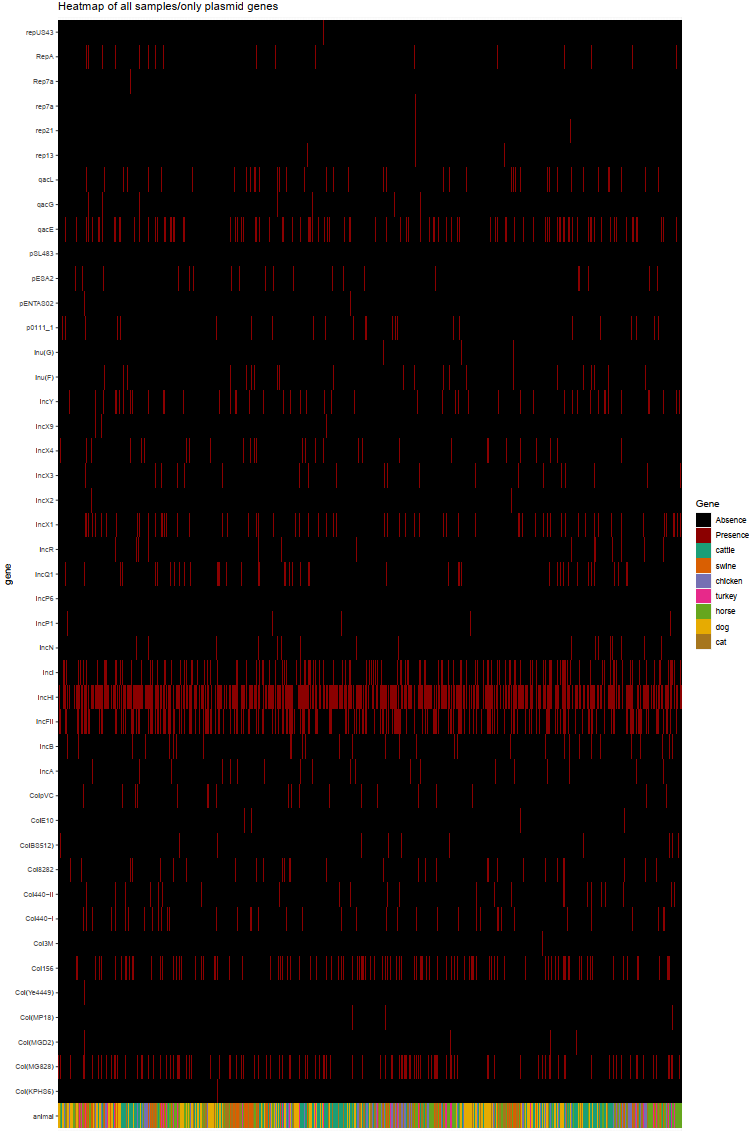 Heatmap of all samples/only plasmid genes
repUS43
RepA
Rep7a
rep7a
rep21
rep13
qacL
qacG
qacE
pSL483
pESA2
pENTAS02
p0111_1
lnu(G)
lnu(F)
IncY
IncX9
IncX4
IncX3
IncX2
IncX1
IncR
IncQ1
IncP6
IncP1
IncN
IncI
IncHI
IncFII
IncB
IncA
ColpVC
ColE10
ColBS512)
Col8282
Col440-II
Col440-I
Col3M
Col156
Col(Ye4449)
Col(MP18)
Col(MGD2)
Col(MG828)
Col(KPHS6)
animal
gene
Gene
Absence
Presence
cattle
swine
chicken
turkey
horse
dog
cat